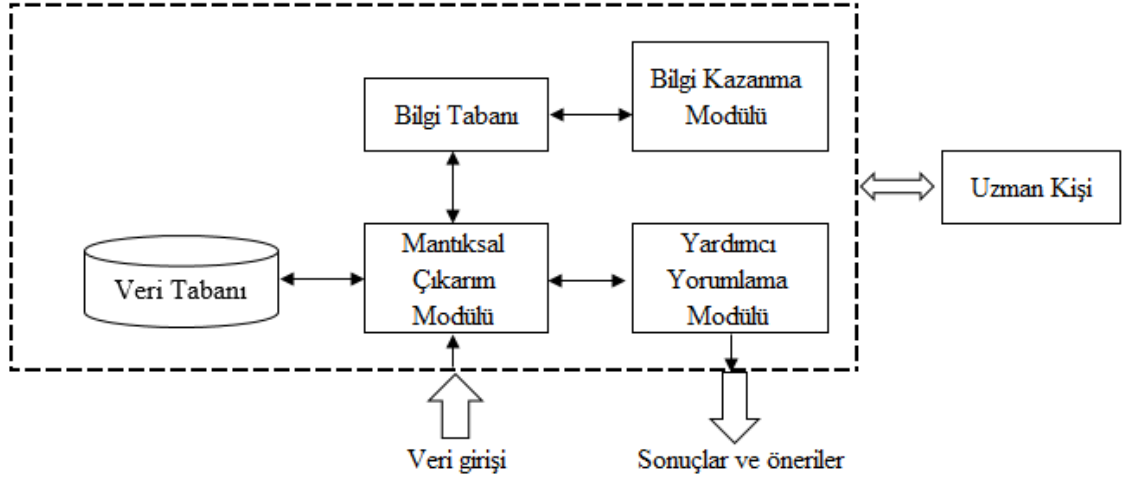 Bilgi Kazanma
Modülü
Bilgi Tabanı
Uzman Kişi
Mantıksal
Çıkarım
Modülü
Yardımcı
Yorumlama
Modülü
Veri Tabanı
Veri girişi
Sonuçlar ve öneriler